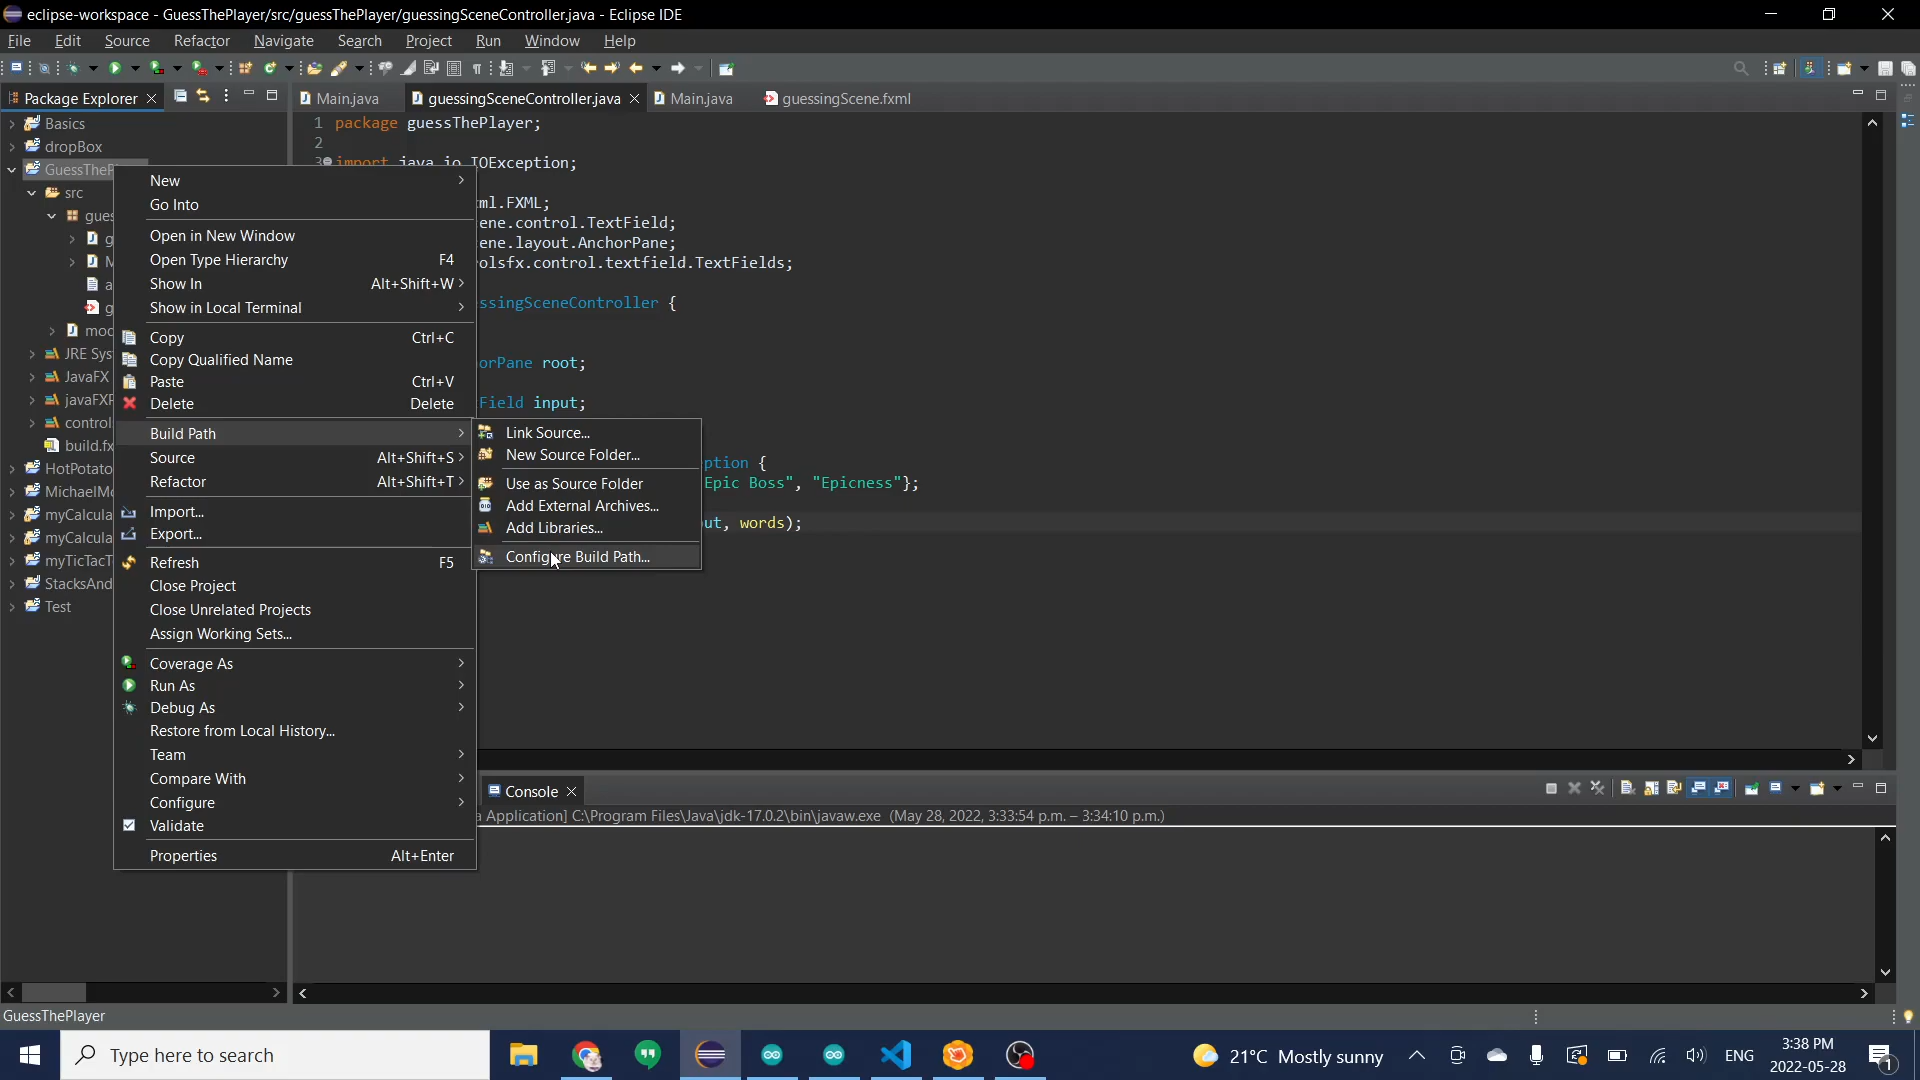 eclipse-workspace - GuessThePlayer/src/guessThePlayer/guessingSceneController.java - Eclipse IDE
File Edit Source Refactor Navigate Search Project Run Window Help
Package Explorer
Main.java guessingSceneController.java Main.java guessingScene.fxml
Basics
dropBox
GuessTheP
src
gues
g
M
a
g
mod
JRE Sys
JavaFX
javaFXP
control
build.fx
HotPotato
MichaelMo
myCalcula
myCalcula
myTicTacT
StacksAnd
Test
New
Go Into
Open in New Window
Open Type Hierarchy F4
Show In Alt+Shift+W
Show in Local Terminal
Copy Ctrl+C
Copy Qualified Name
Paste Ctrl+V
Delete Delete
Build Path
Source Alt+Shift+S
Refactor Alt+Shift+T
Import...
Export...
Refresh F5
Close Project
Close Unrelated Projects
Assign Working Sets...
Coverage As
Run As
Debug As
Restore from Local History...
Team
Compare With
Configure
Validate
Properties Alt+Enter
Link Source...
New Source Folder...
Use as Source Folder
Add External Archives...
Add Libraries...
Configure Build Path...
1 package guessThePlayer;
2
3 import java.io.IOException;
ml.FXML;
ene.control.TextField;
ene.layout.AnchorPane;
olsfx.control.textfield.TextFields;
ssingSceneController {
orPane root;
Field input;
ption {
Epic Boss", "Epicness"};
ut, words);
Console
a Application] C:\Program Files\Java\jdk-17.0.2\bin\javaw.exe (May 28, 2022, 3:33:54 p.m. – 3:34:10 p.m.)
GuessThePlayer
Type here to search
21°C Mostly sunny
ENG
3:38 PM
2022-05-28
1